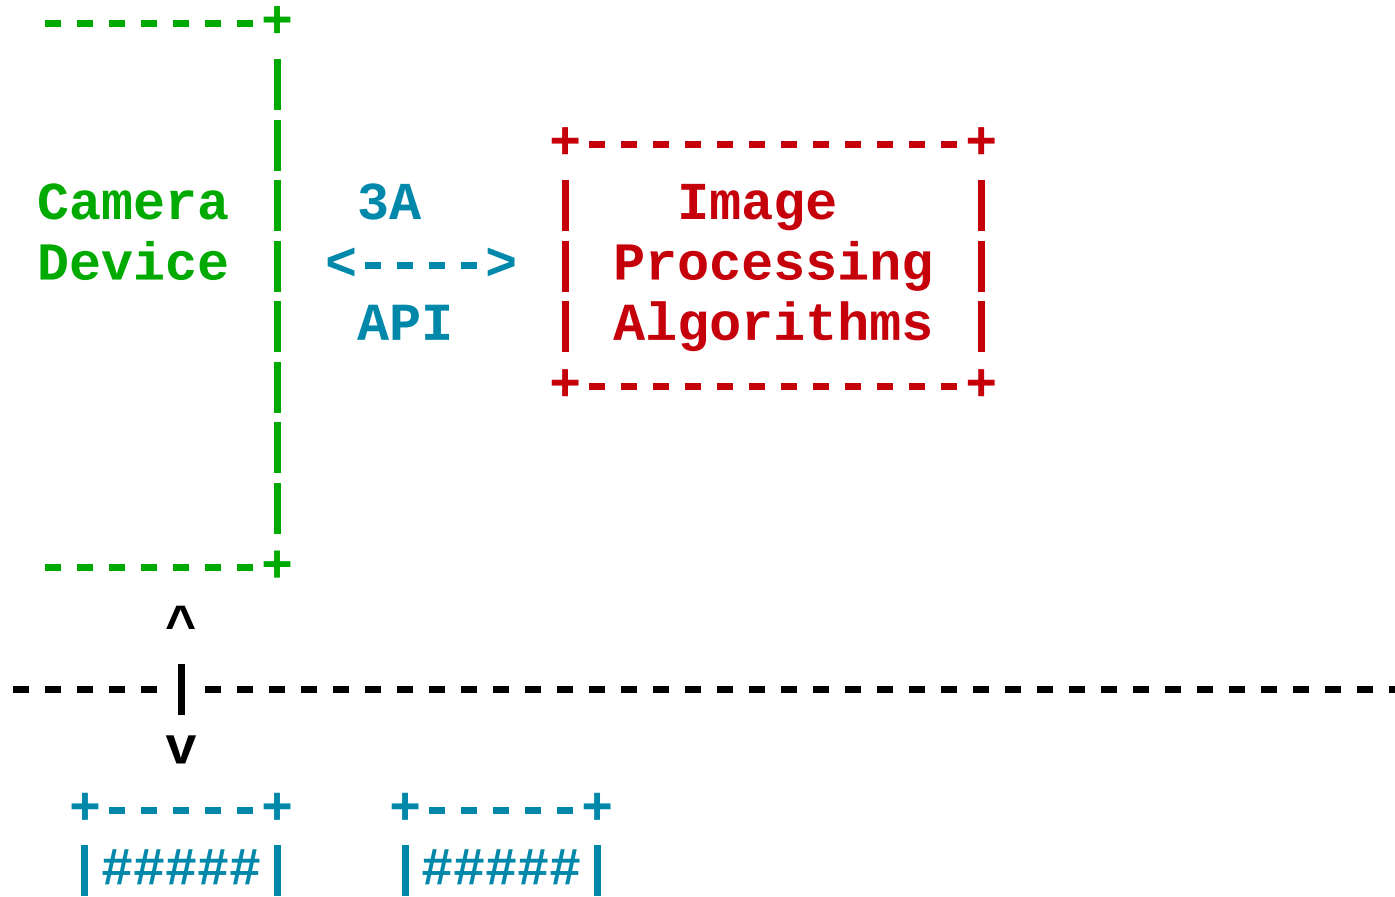 -------+
|
| +------------+
Camera | 3A | Image |
Device | <----> | Processing |
| API | Algorithms |
| +------------+
|
|
-------+
^
-----|--------------------------------------
v
+-----+ +-----+
|#####| |#####|